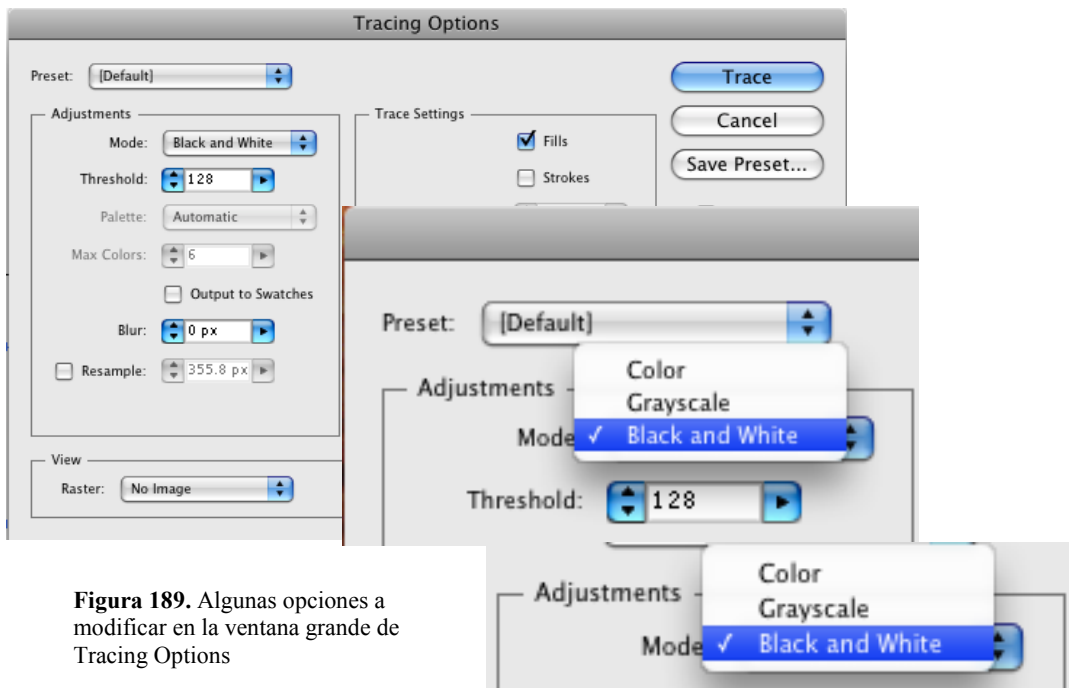 Tracing Options
Preset: [Default]
Trace
Cancel
Save Preset...
Adjustments
Mode: Black and White
Threshold: 128
Palette: Automatic
Max Colors: 6
Output to Swatches
Blur: 0 px
Resample: 355.8 px
Trace Settings
Fills
Strokes
View
Raster: No Image
Preset: [Default]
Adjustments
Color
Grayscale
Mode ✓ Black and White
Threshold: 128
Adjustments
Color
Grayscale
Mode ✓ Black and White
Figura 189. Algunas opciones a
modificar en la ventana grande de
Tracing Options